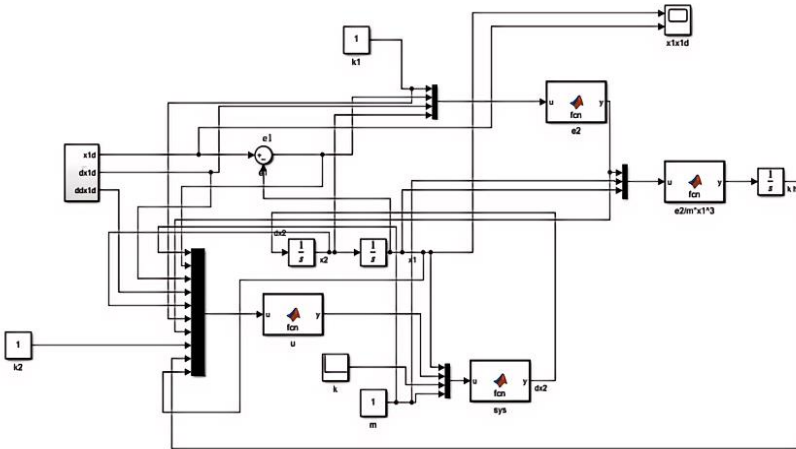 x1x1d
1
k1
u
fcn
y
e2
e1
x1d
dx1d
ddx1d
+
−
u
fcn
y
e2/m*x1^3
1
s
k h
dx2
1
s
x2
1
s
x1
u
fcn
y
u
1
k2
k
1
m
u
fcn
y
sys
dx2